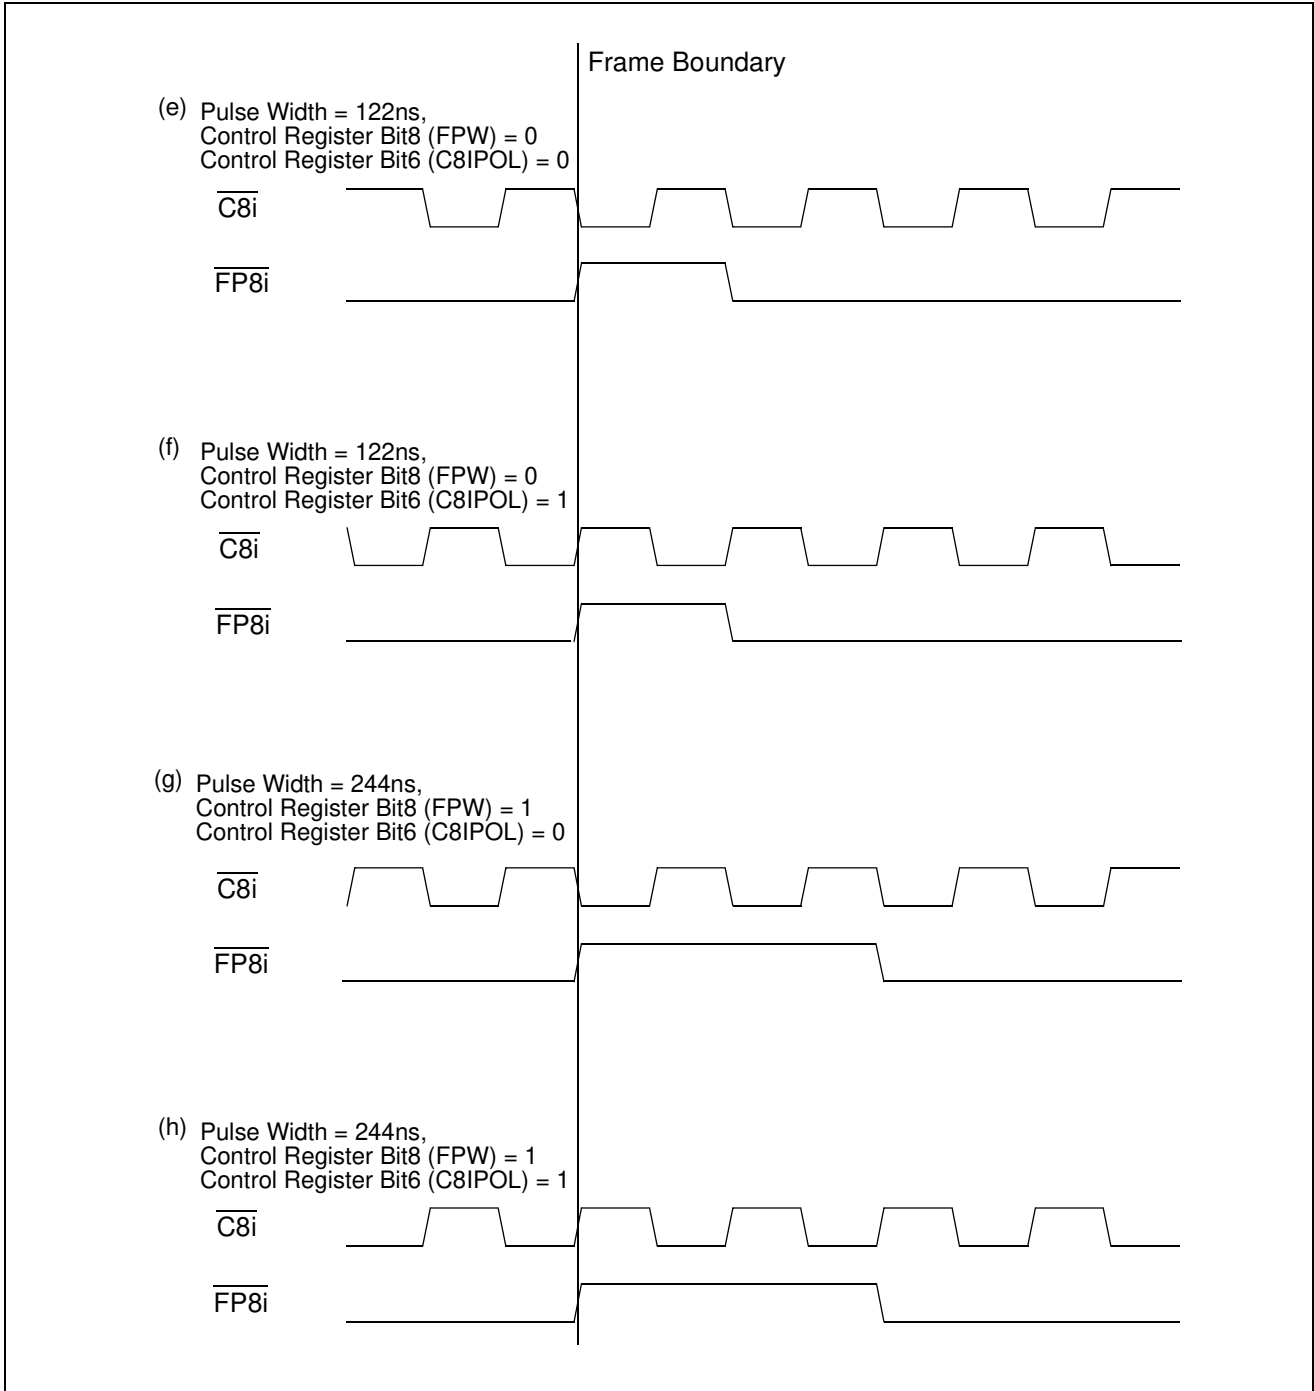 Frame Boundary
(e) Pulse Width = 122ns,
Control Register Bit8 (FPW) = 0
Control Register Bit6 (C8IPOL) = 0
C8i
FP8i
(f) Pulse Width = 122ns,
Control Register Bit8 (FPW) = 0
Control Register Bit6 (C8IPOL) = 1
C8i
FP8i
(g) Pulse Width = 244ns,
Control Register Bit8 (FPW) = 1
Control Register Bit6 (C8IPOL) = 0
C8i
FP8i
(h) Pulse Width = 244ns,
Control Register Bit8 (FPW) = 1
Control Register Bit6 (C8IPOL) = 1
C8i
FP8i